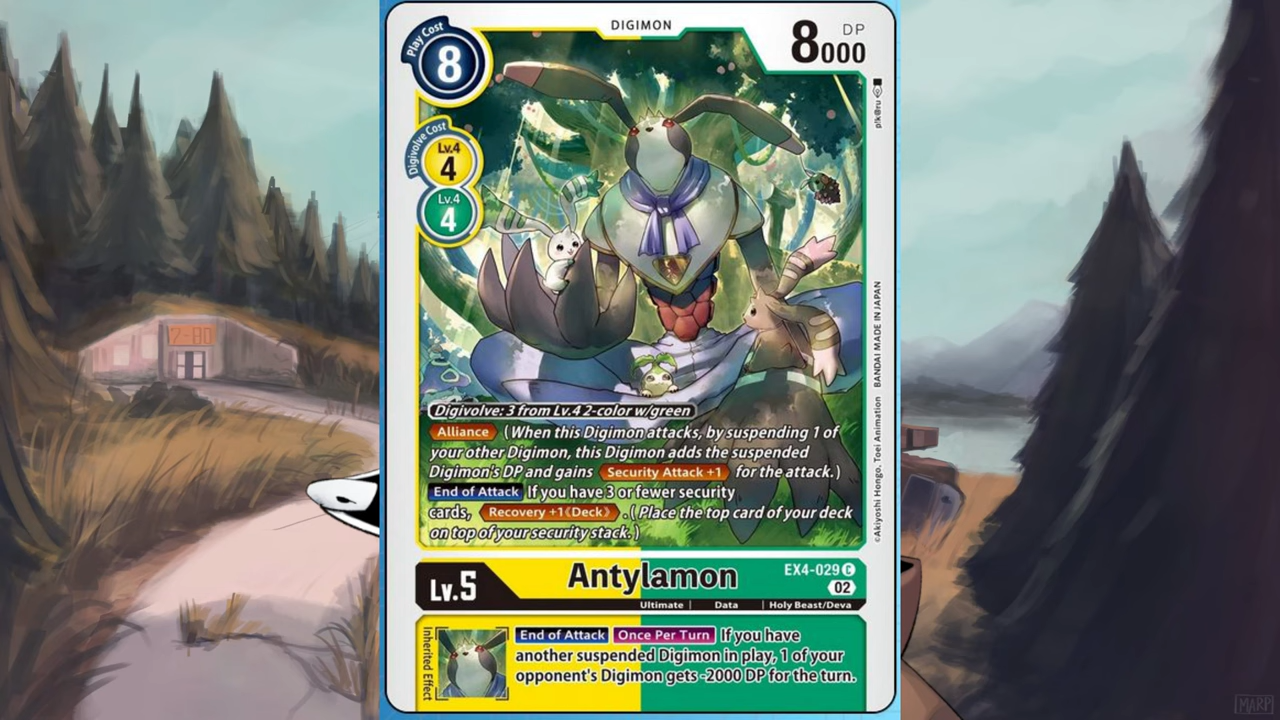 DIGIMON
Play Cost
8
DP
8000
Digivolve Cost
Lv.4
4
Lv.4
4
p!k@ru
Z-80
Digivolve: 3 from Lv.4 2-color w/green
Alliance (When this Digimon attacks, by suspending 1 of
your other Digimon, this Digimon adds the suspended
Digimon's DP and gains Security Attack +1 for the attack.)
End of Attack If you have 3 or fewer security
cards, Recovery +1《Deck》. (Place the top card of your deck
on top of your security stack.)
©Akiyoshi Hongo, Toei Animation BANDAI MADE IN JAPAN
Lv.5
Antylamon
EX4-029 C
02
Ultimate | Data | Holy Beast/Deva
Inherited Effect
End of Attack Once Per Turn If you have
another suspended Digimon in play, 1 of your
opponent's Digimon gets -2000 DP for the turn.
MARP